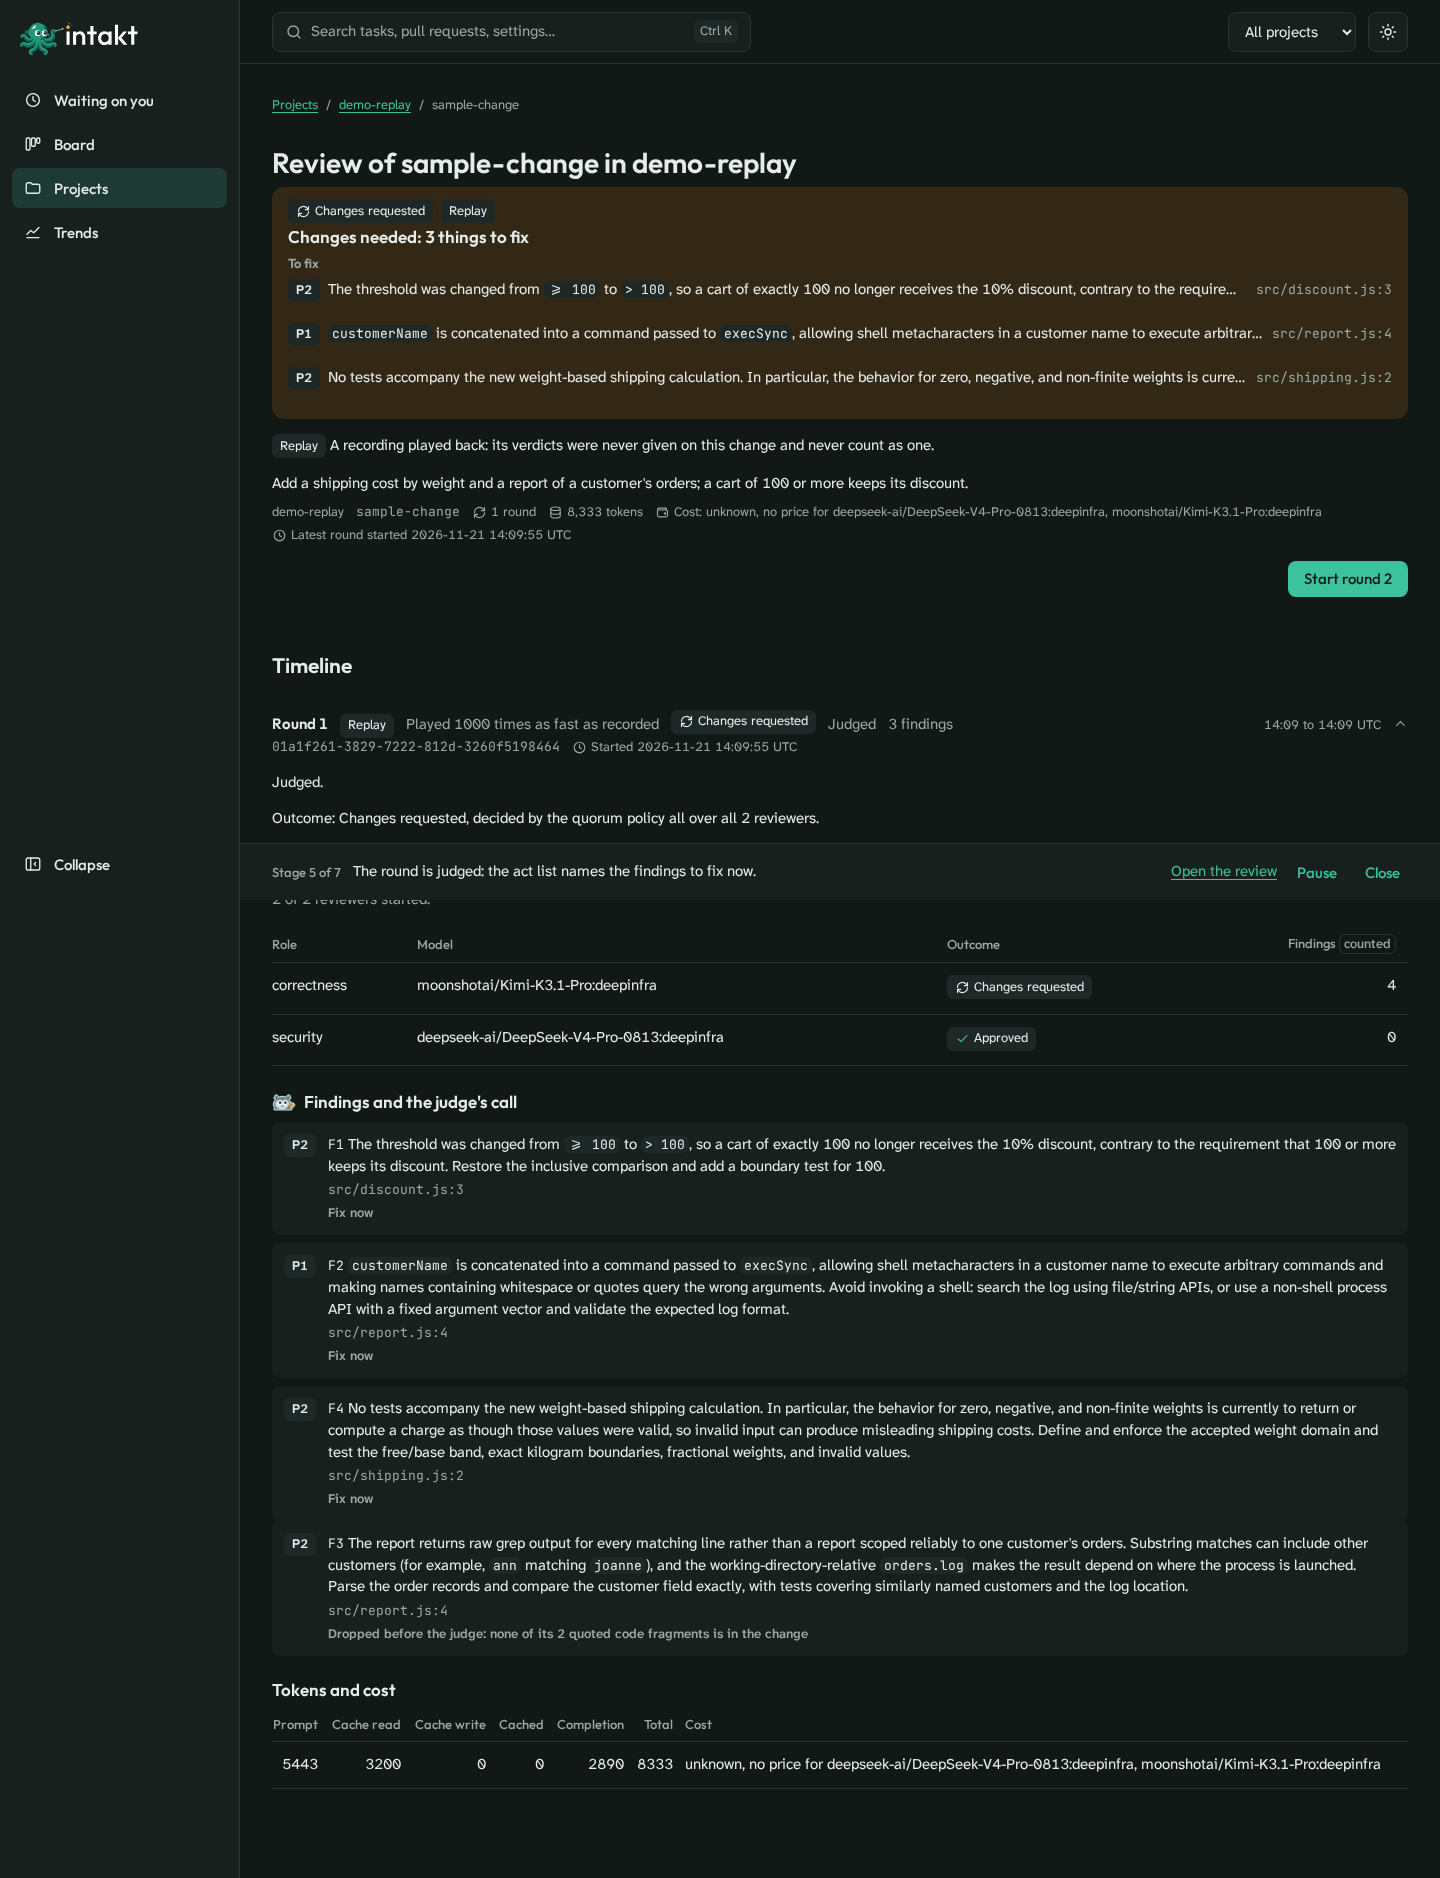 intakt
Search tasks, pull requests, settings...
Ctrl K
All projects
Waiting on you
Board
Projects
Trends
Collapse
Projects / demo-replay / sample-change
Review of sample-change in demo-replay
Changes requested Replay
Changes needed: 3 things to fix
To fix
P2 The threshold was changed from >= 100 to > 100, so a cart of exactly 100 no longer receives the 10% discount, contrary to the require... src/discount.js:3
P1 customerName is concatenated into a command passed to execSync, allowing shell metacharacters in a customer name to execute arbitrar... src/report.js:4
P2 No tests accompany the new weight-based shipping calculation. In particular, the behavior for zero, negative, and non-finite weights is curre... src/shipping.js:2
Replay A recording played back: its verdicts were never given on this change and never count as one.
Add a shipping cost by weight and a report of a customer's orders; a cart of 100 or more keeps its discount.
demo-replay sample-change 1 round 8,333 tokens Cost: unknown, no price for deepseek-ai/DeepSeek-V4-Pro-0813:deepinfra, moonshotai/Kimi-K3.1-Pro:deepinfra
Latest round started 2026-11-21 14:09:55 UTC
Start round 2
Timeline
Round 1 Replay Played 1000 times as fast as recorded Changes requested Judged 3 findings 14:09 to 14:09 UTC
01a1f261-3829-7222-812d-3260f5198464 Started 2026-11-21 14:09:55 UTC
Judged.
Outcome: Changes requested, decided by the quorum policy all over all 2 reviewers.
Stage 5 of 7 The round is judged: the act list names the findings to fix now. Open the review Pause Close
2 of 2 reviewers started.
Role Model Outcome Findings counted
correctness moonshotai/Kimi-K3.1-Pro:deepinfra Changes requested 4
security deepseek-ai/DeepSeek-V4-Pro-0813:deepinfra Approved 0
Findings and the judge's call
P2 F1 The threshold was changed from >= 100 to > 100, so a cart of exactly 100 no longer receives the 10% discount, contrary to the requirement that 100 or more
keeps its discount. Restore the inclusive comparison and add a boundary test for 100.
src/discount.js:3
Fix now
P1 F2 customerName is concatenated into a command passed to execSync, allowing shell metacharacters in a customer name to execute arbitrary commands and
making names containing whitespace or quotes query the wrong arguments. Avoid invoking a shell: search the log using file/string APIs, or use a non-shell process
API with a fixed argument vector and validate the expected log format.
src/report.js:4
Fix now
P2 F4 No tests accompany the new weight-based shipping calculation. In particular, the behavior for zero, negative, and non-finite weights is currently to return or
compute a charge as though those values were valid, so invalid input can produce misleading shipping costs. Define and enforce the accepted weight domain and
test the free/base band, exact kilogram boundaries, fractional weights, and invalid values.
src/shipping.js:2
Fix now
P2 F3 The report returns raw grep output for every matching line rather than a report scoped reliably to one customer's orders. Substring matches can include other
customers (for example, ann matching joanne), and the working-directory-relative orders.log makes the result depend on where the process is launched.
Parse the order records and compare the customer field exactly, with tests covering similarly named customers and the log location.
src/report.js:4
Dropped before the judge: none of its 2 quoted code fragments is in the change
Tokens and cost
Prompt Cache read Cache write Cached Completion Total Cost
5443 3200 0 0 2890 8333 unknown, no price for deepseek-ai/DeepSeek-V4-Pro-0813:deepinfra, moonshotai/Kimi-K3.1-Pro:deepinfra